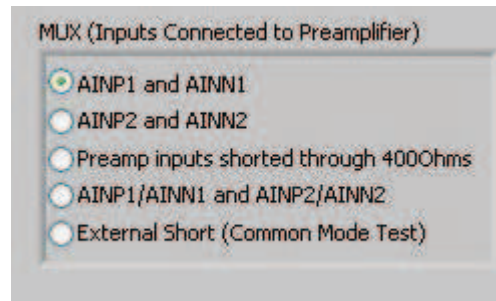 MUX (Inputs Connected to Preamplifier)
AINP1 and AINN1
AINP2 and AINN2
Preamp inputs shorted through 400Ohms
AINP1/AINN1 and AINP2/AINN2
External Short (Common Mode Test)